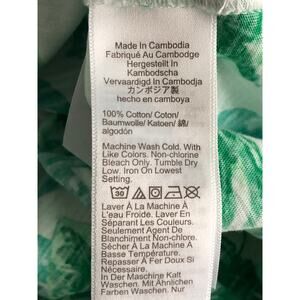 Made In Cambodia
Fabriqué Au Cambodge
Hergestellt In
Kambodscha
Vervaardigd In Cambodja
カンボジア製
hecho en camboya
100% Cotton/ Coton/
Baumwolle/ Katoen/ 綿/
algodón
Machine Wash Cold. With
Like Colors. Non-chlorine
Bleach Only. Tumble Dry
Low. Iron On Lowest
Setting.
30
Laver À La Machine À
L'eau Froide. Laver En
Séparant Les Couleurs.
Seulement Agent De
Blanchiment Non-Chloré.
Sécher À La Machine À
Basse Température.
Repasser À Fer Doux Si
Nécessaire.
In Der Maschine Kalt
Waschen. Mit Ähnlichen
Farben Waschen. Nur